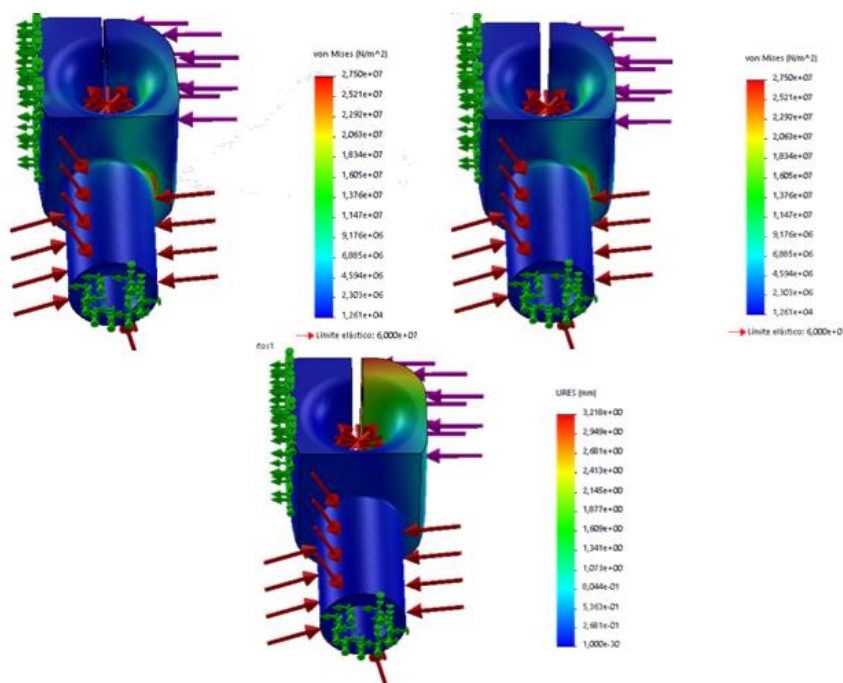 von Mises (N/m^2)
2,750e+07
2,521e+07
2,292e+07
2,063e+07
1,834e+07
1,605e+07
1,376e+07
1,147e+07
9,176e+06
6,885e+06
4,594e+06
2,303e+06
1,261e+04
Límite elástico: 6,000e+07
von Mises (N/m^2)
2,750e+07
2,521e+07
2,292e+07
2,063e+07
1,834e+07
1,605e+07
1,376e+07
1,147e+07
9,176e+06
6,885e+06
4,594e+06
2,303e+06
1,261e+04
Límite elástico: 6,000e+0
URES (mm)
3,218e+00
2,949e+00
2,681e+00
2,413e+00
2,145e+00
1,877e+00
1,609e+00
1,341e+00
1,073e+00
8,044e-01
5,363e-01
2,681e-01
1,000e-30